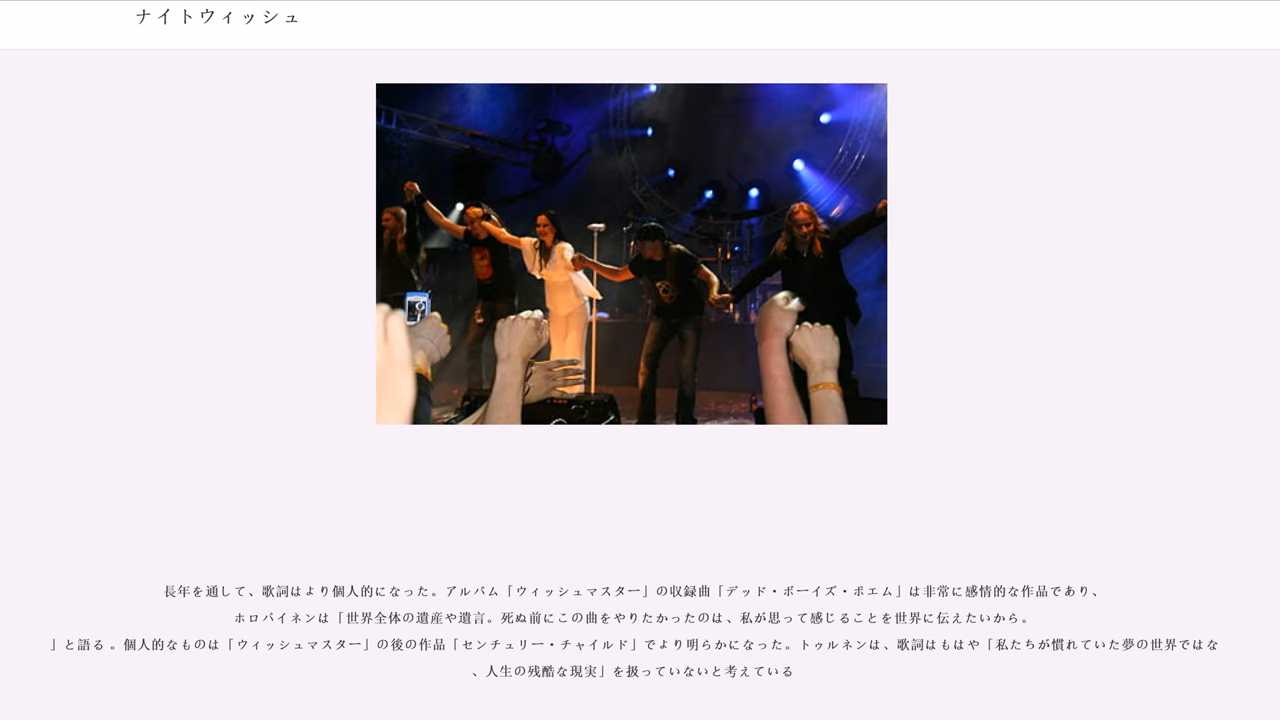 ナイトウィッシュ
長年を通して、歌詞はより個人的になった。アルバム「ウィッシュマスター」の収録曲「デッド・ボーイズ・ポエム」は非常に感情的な作品であり、
ホロパイネンは「世界全体の遺産や遺言。死ぬ前にこの曲をやりたかったのは、私が思って感じることを世界に伝えたいから。
」と語る 。個人的なものは「ウィッシュマスター」の後の作品「センチュリー・チャイルド」でより明らかになった。トゥルネンは、歌詞はもはや「私たちが慣れていた夢の世界ではな
、人生の残酷な現実」を扱っていないと考えている